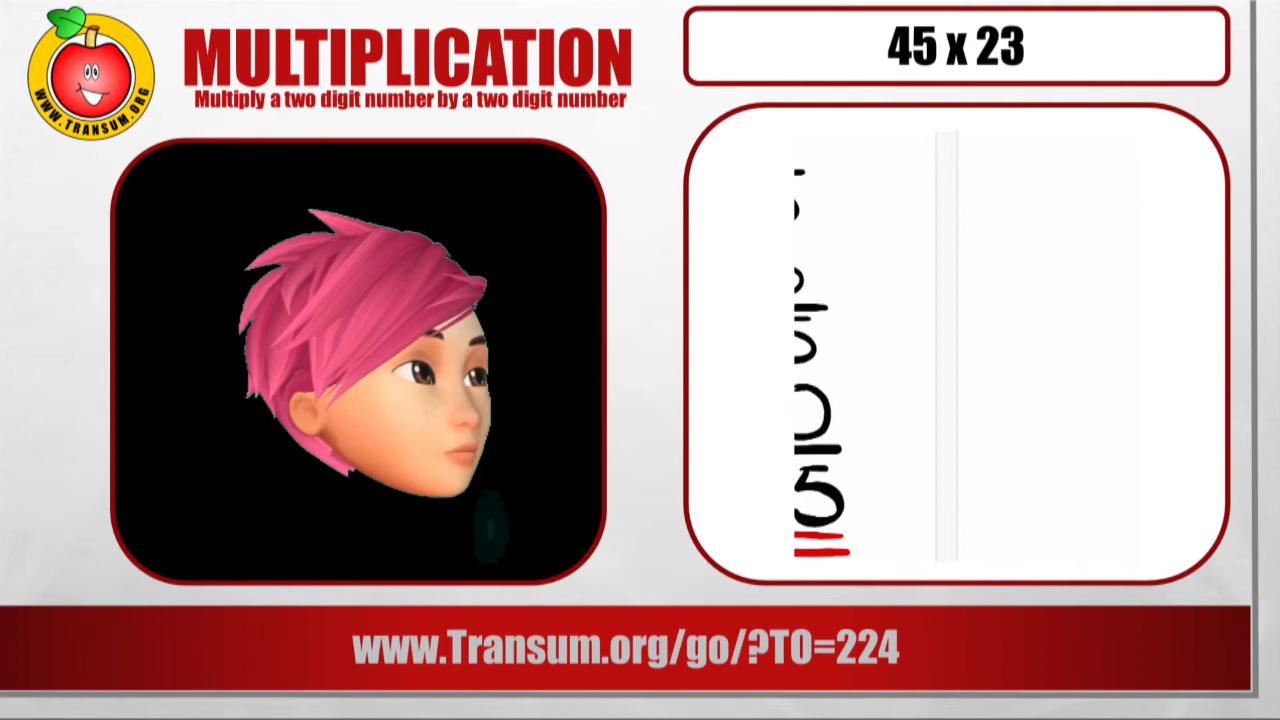 WWW.TRANSUM.ORG
MULTIPLICATION
Multiply a two digit number by a two digit number
45 x 23
5
www.Transum.org/go/?TO=224